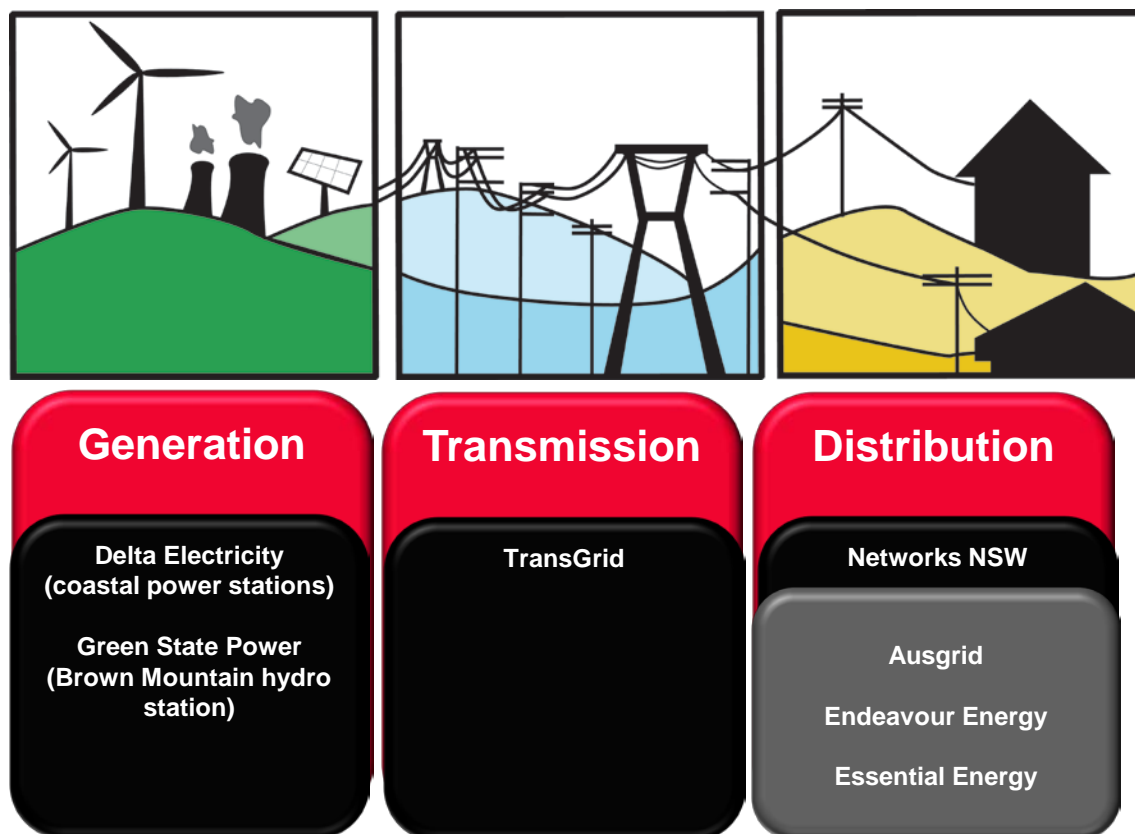 Generation
Delta Electricity
(coastal power stations)
Green State Power
(Brown Mountain hydro
station)
Transmission
TransGrid
Distribution
Networks NSW
Ausgrid
Endeavour Energy
Essential Energy